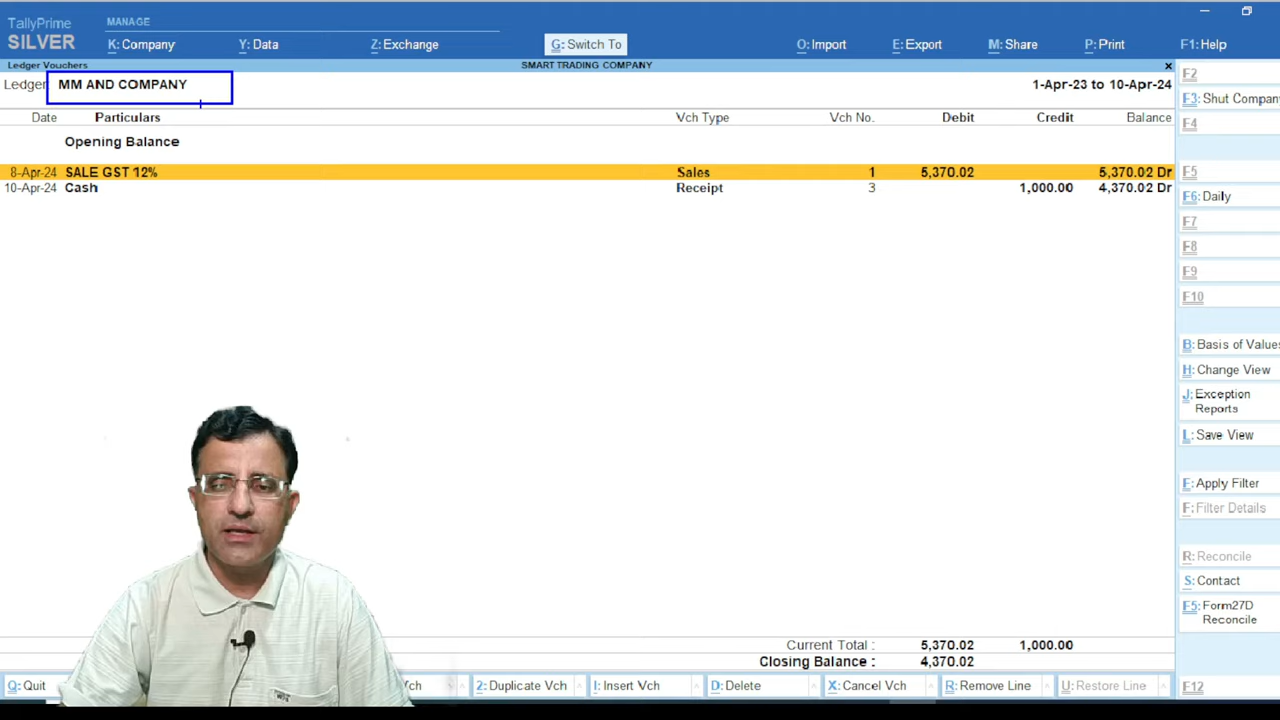 TallyPrime
MANAGE
SILVER
K: Company
Y: Data
Z: Exchange
G: Switch To
O: Import
E: Export
M: Share
P: Print
F1: Help
Ledger Vouchers
SMART TRADING COMPANY
Ledger MM AND COMPANY
1-Apr-23 to 10-Apr-24
Date Particulars Vch Type Vch No. Debit Credit Balance
Opening Balance
8-Apr-24 SALE GST 12% Sales 1 5,370.02 5,370.02 Dr
10-Apr-24 Cash Receipt 3 1,000.00 4,370.02 Dr
Current Total : 5,370.02 1,000.00
Closing Balance : 4,370.02
F2
F3: Shut Company
F4
F5
F6: Daily
F7
F8
F9
F10
B: Basis of Values
H: Change View
J: Exception
Reports
L: Save View
F: Apply Filter
F: Filter Details
R: Reconcile
S: Contact
F5: Form27D
Reconcile
F12
Q: Quit
2: Duplicate Vch
I: Insert Vch
D: Delete
X: Cancel Vch
R: Remove Line
U: Restore Line